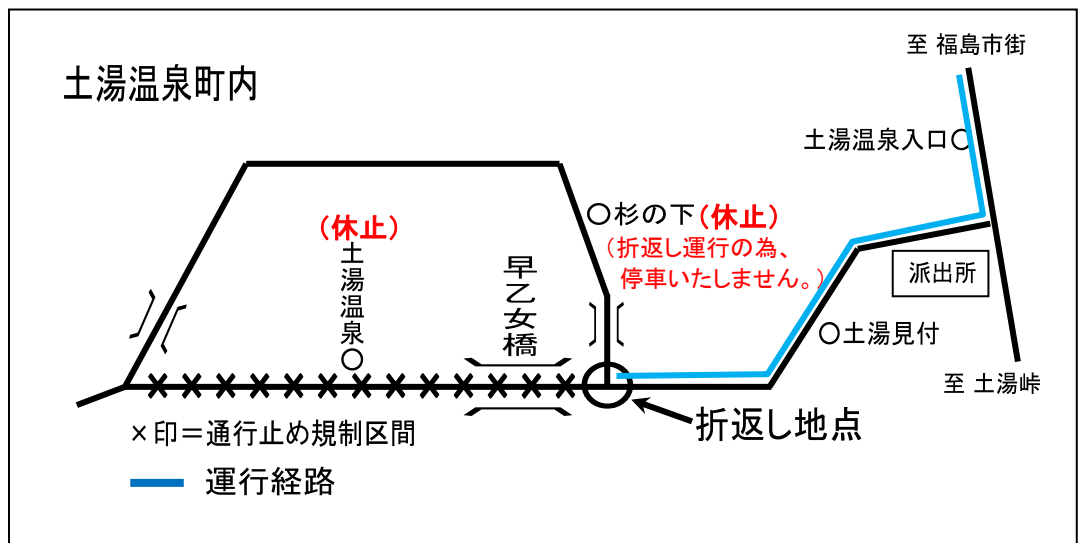 至 福島市街
土湯温泉町内
土湯温泉入口
杉の下(休止)
(折返し運行の為、
停車いたしません。)
(休止)
土湯温泉
早乙女橋
派出所
土湯見付
至 土湯峠
折返し地点
×印＝通行止め規制区間
運行経路